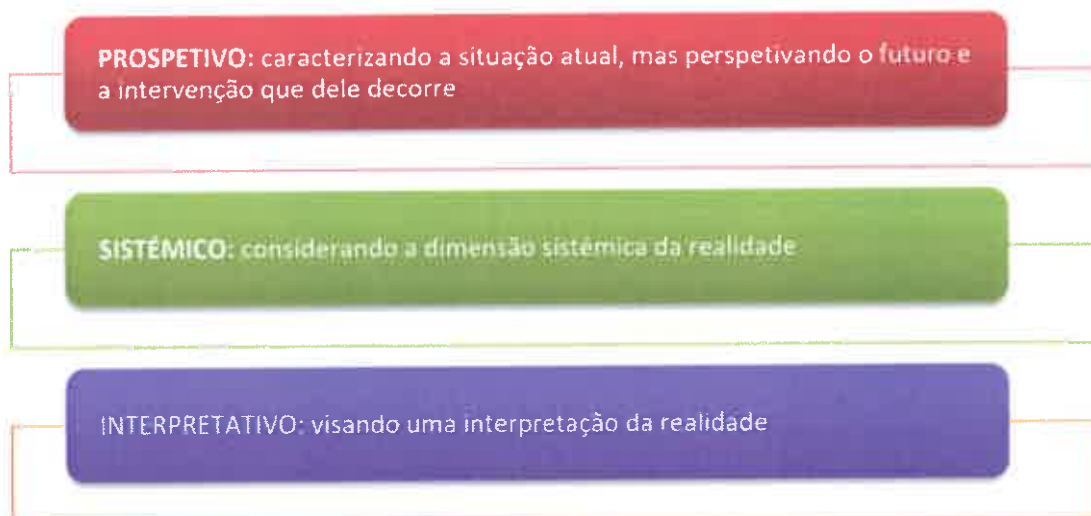 PROSPETIVO: caracterizando a situação atual, mas perspetivando o futuro e
a intervenção que dele decorre
SISTÉMICO: considerando a dimensão sistémica da realidade
INTERPRETATIVO: visando uma interpretação da realidade